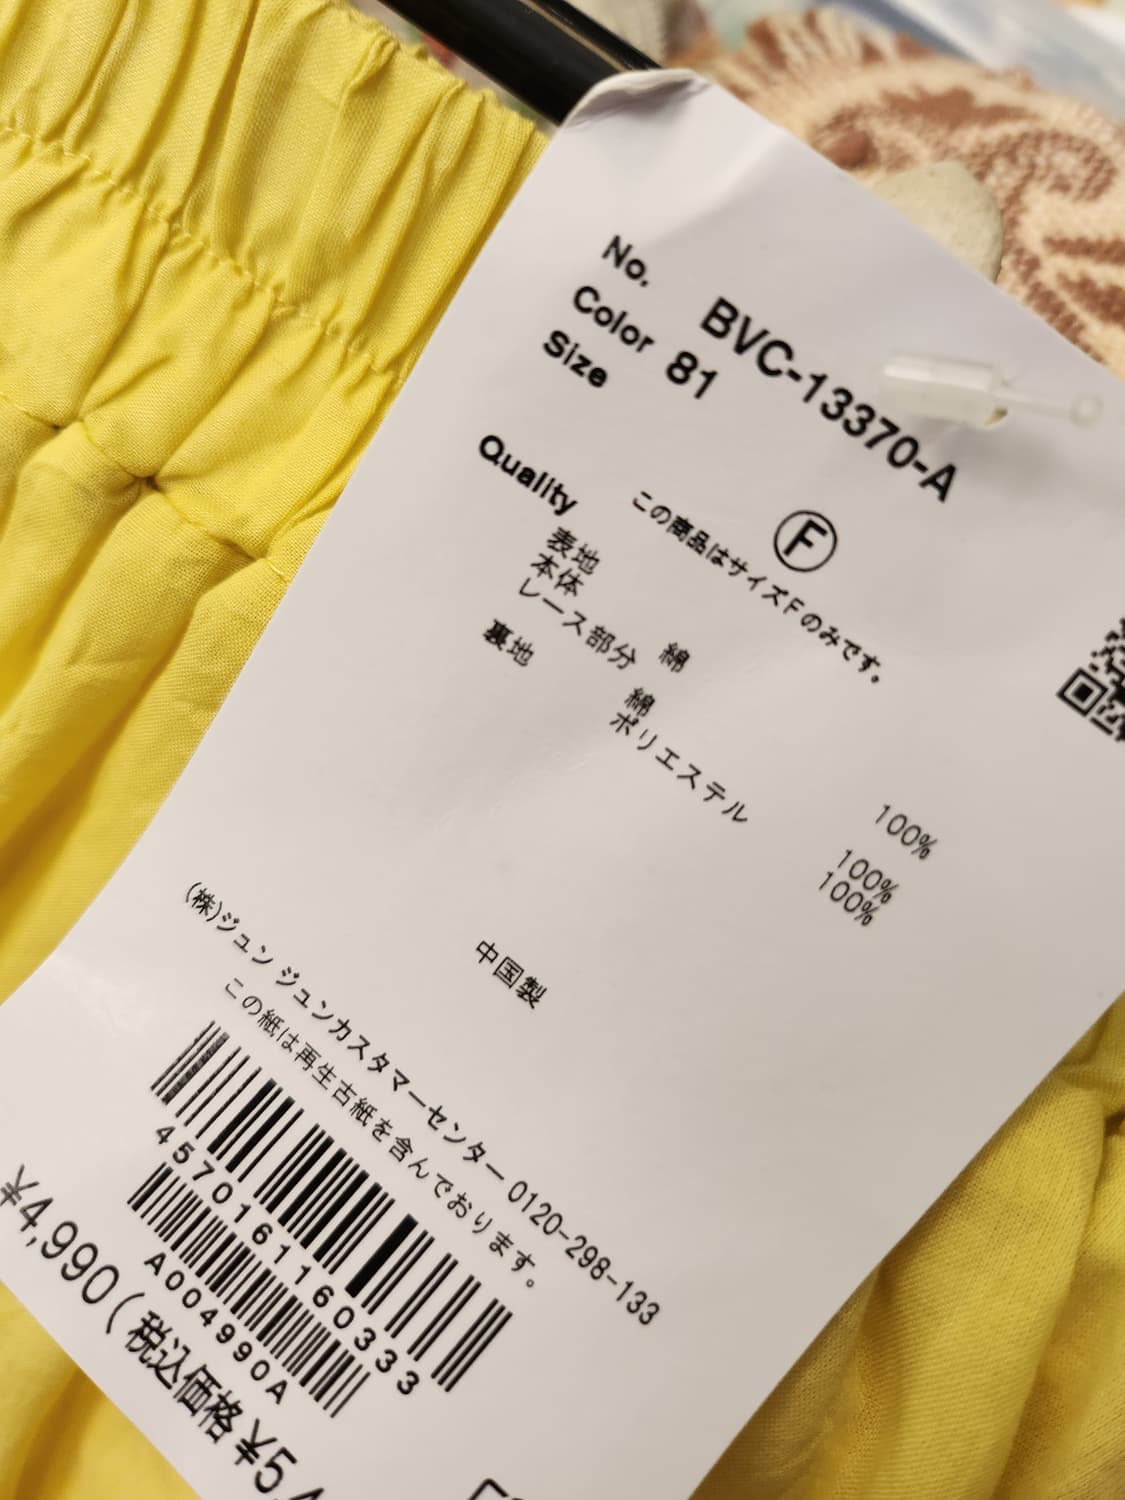 No. BVC-13370-A
Color 81
Size Ⓕ
この商品はサイズFのみです。
Quality
表地
本体 綿 100%
レース部分 綿 100%
裏地 ポリエステル 100%
中国製
(株)ジュン ジュンカスタマーセンター 0120-298-133
この紙は再生古紙を含んでおります。
4570161160333
A004990A
¥4,990(税込価格¥5,4